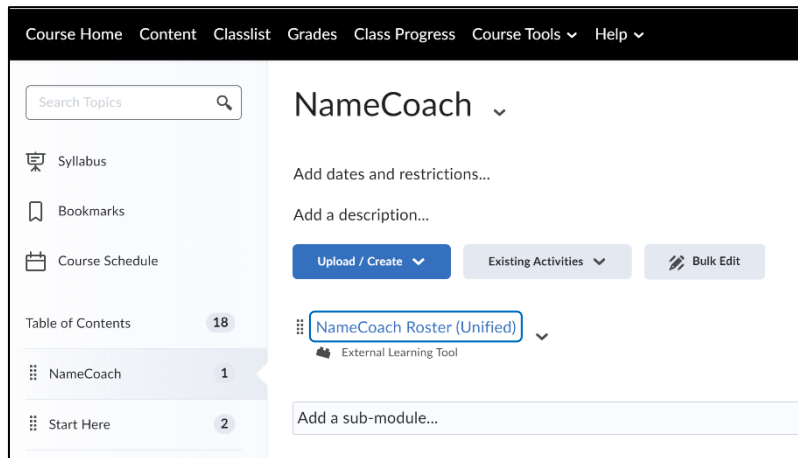 Course Home Content Classlist Grades Class Progress Course Tools Help
Search Topics
Syllabus
Bookmarks
Course Schedule
Table of Contents 18
NameCoach 1
Start Here 2
NameCoach
Add dates and restrictions...
Add a description...
Upload / Create Existing Activities Bulk Edit
NameCoach Roster (Unified)
External Learning Tool
Add a sub-module...